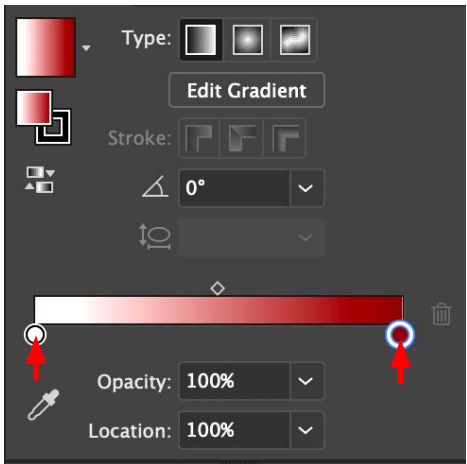 Type:
Edit Gradient
Stroke:
0°
Opacity: 100%
Location: 100%